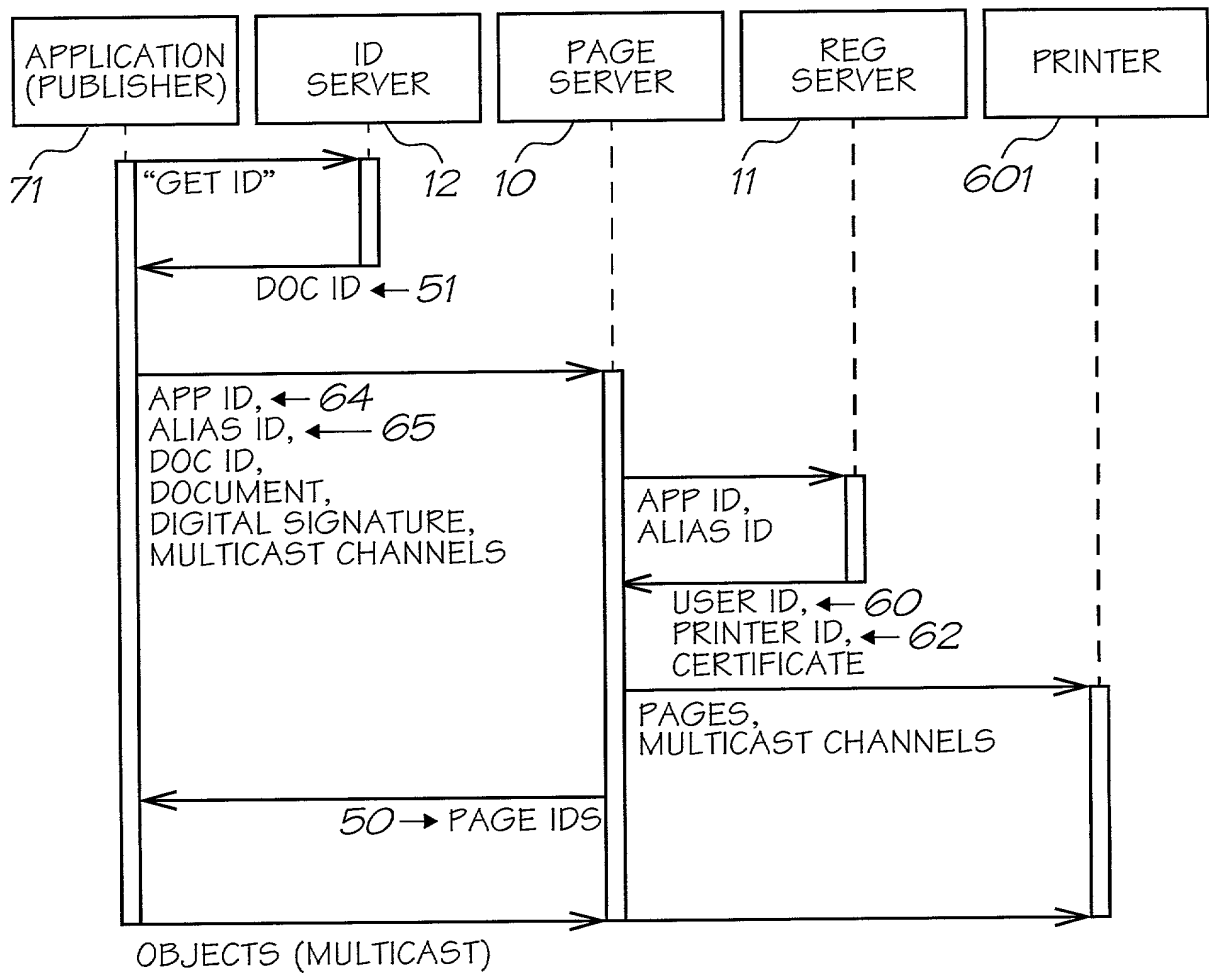 APPLICATION
(PUBLISHER)
ID
SERVER
PAGE
SERVER
REG
SERVER
PRINTER
71
12
10
11
601
"GET ID"
DOC ID 51
APP ID, 64
ALIAS ID, 65
DOC ID,
DOCUMENT,
DIGITAL SIGNATURE,
MULTICAST CHANNELS
APP ID,
ALIAS ID
USER ID, 60
PRINTER ID, 62
CERTIFICATE
PAGES,
MULTICAST CHANNELS
50 PAGE IDS
OBJECTS (MULTICAST)